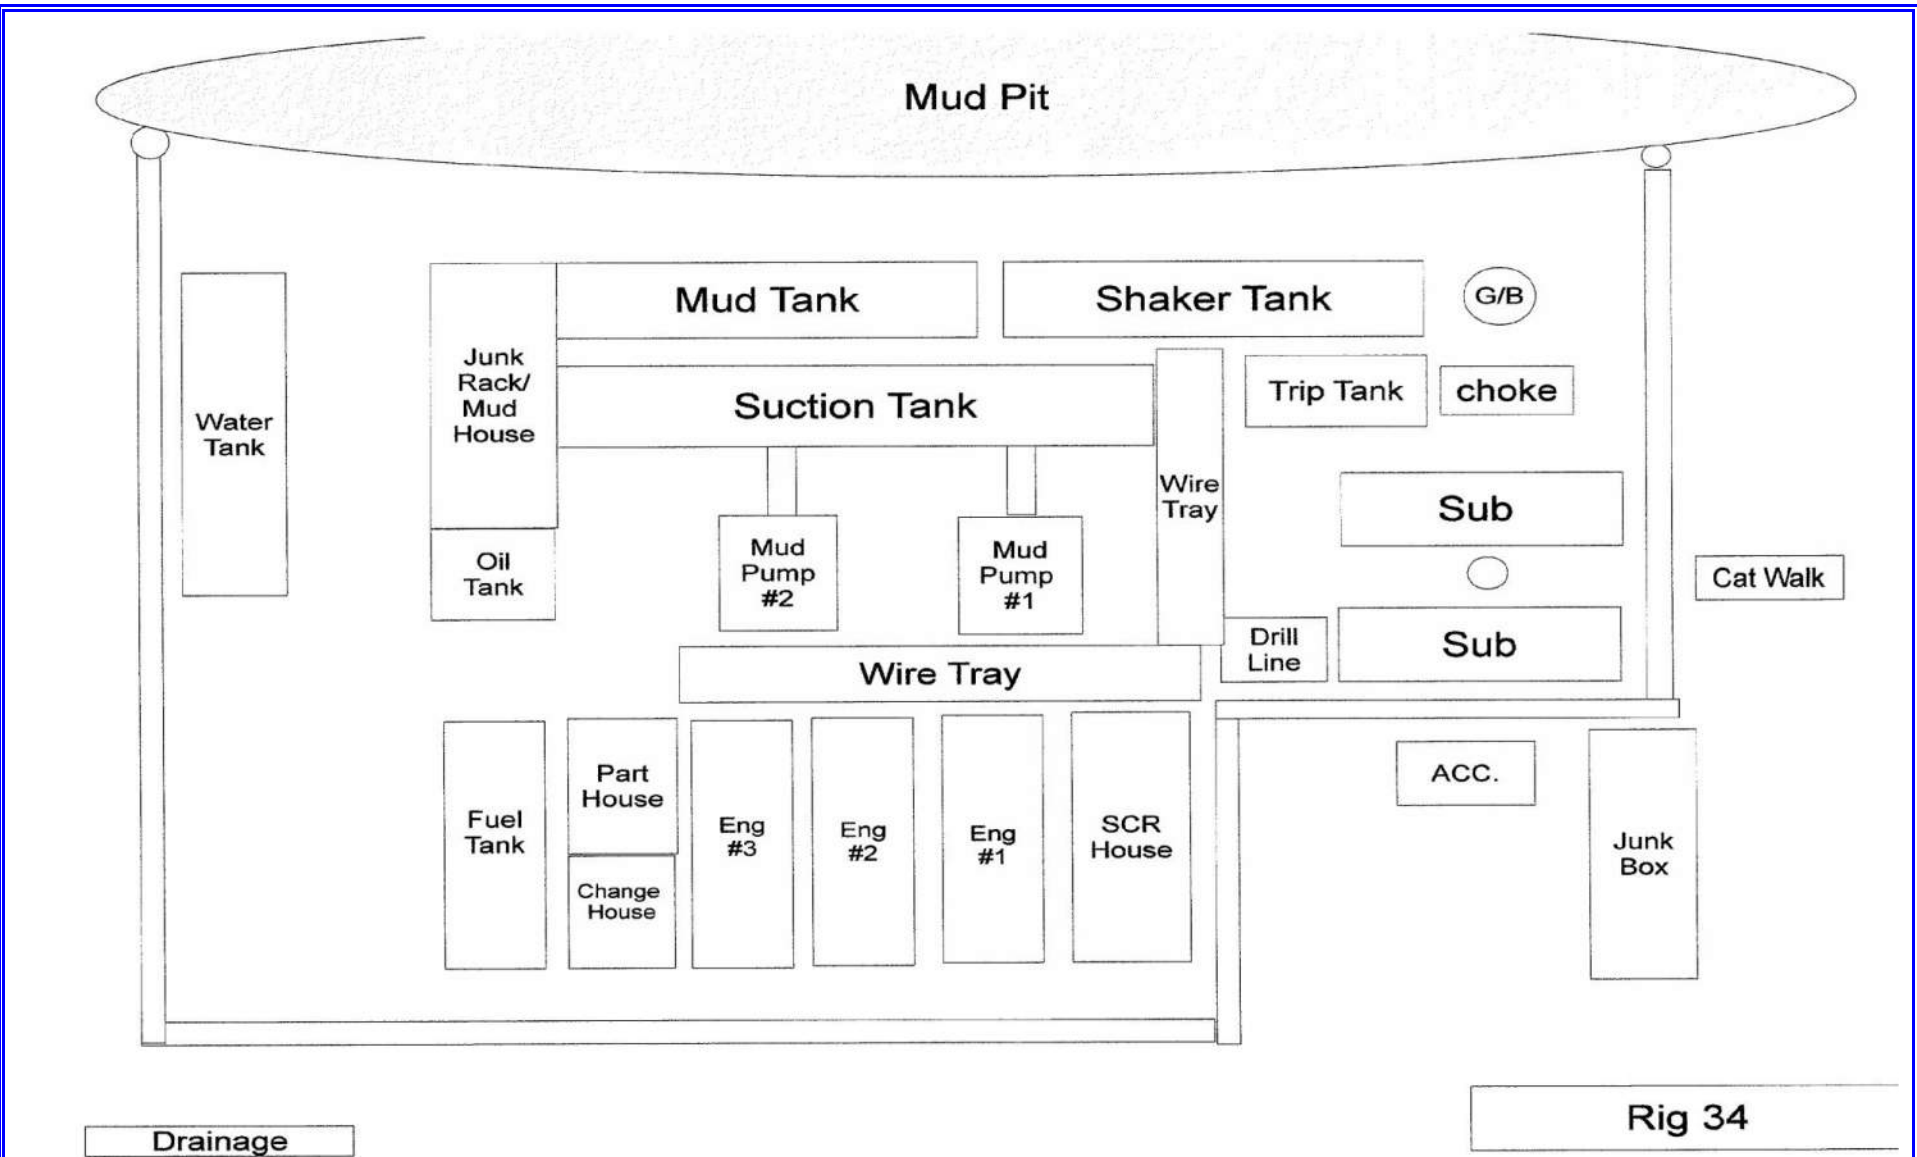 Mud Pit
Mud Tank
Shaker Tank
G/B
Junk
Rack/
Mud
House
Water
Tank
Suction Tank
Trip Tank
choke
Wire
Tray
Sub
Oil
Tank
Mud
Pump
#2
Mud
Pump
#1
Cat Walk
Drill
Line
Sub
Wire Tray
Fuel
Tank
Part
House
Change
House
Eng
#3
Eng
#2
Eng
#1
SCR
House
ACC.
Junk
Box
Rig 34
Drainage